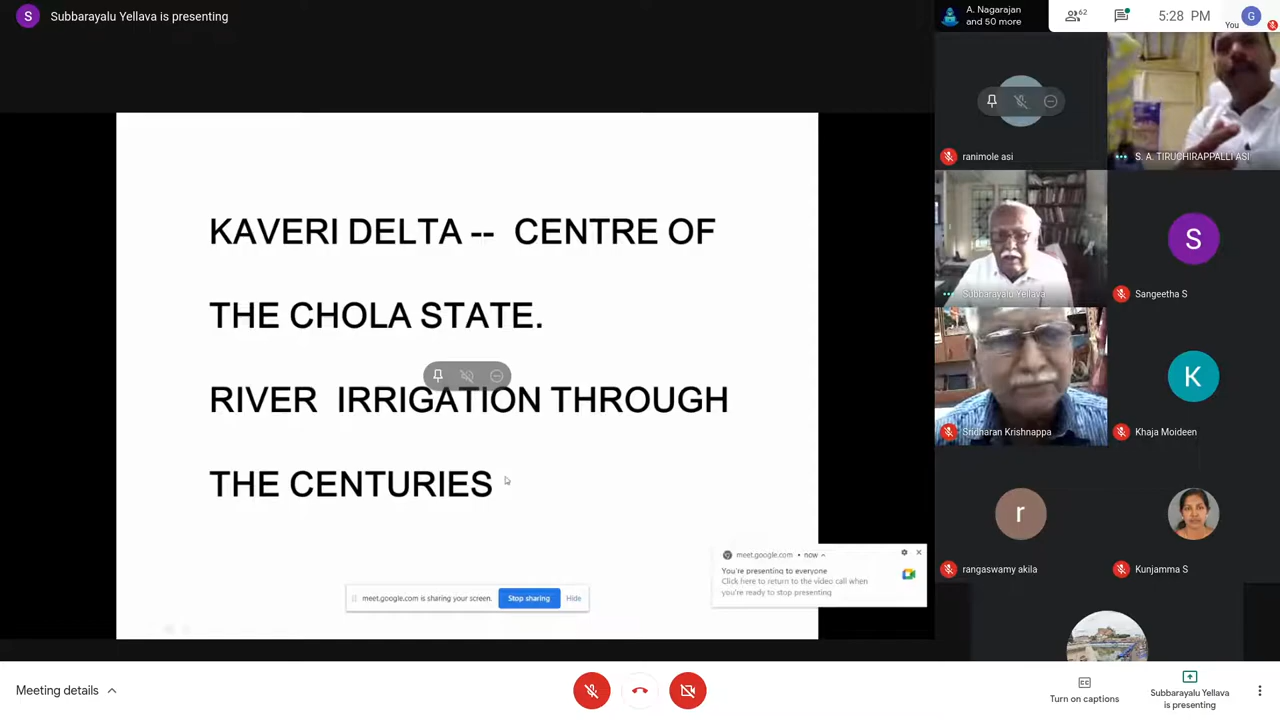 S Subbarayalu Yellava is presenting
A. Nagarajan
and 50 more
62
5:28 PM
You
G
ranimole asi
S. A. TIRUCHIRAPPALLI ASI
KAVERI DELTA -- CENTRE OF
THE CHOLA STATE.
RIVER IRRIGATION THROUGH
THE CENTURIES
Subbarayalu Yellava
S
Sangeetha S
Sridharan Krishnappa
K
Khaja Moideen
r
rangaswamy akila
Kunjamma S
meet.google.com • now
You're presenting to everyone
Click here to return to the video call when
you're ready to stop presenting
meet.google.com is sharing your screen.
Stop sharing
Hide
Meeting details
CC
Turn on captions
Subbarayalu Yellava
is presenting